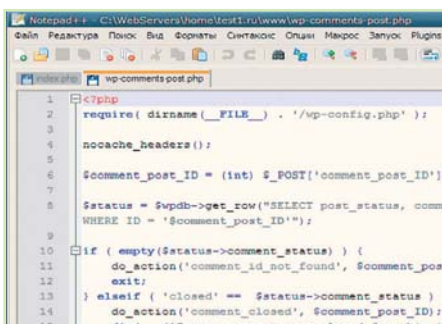 Notepad++ - C:\WebServers\home\test1.ru\www\wp-comments-post.php
Файл Редактура Поиск Вид Форматы Синтаксис Опции Макрос Запуск Plugins
index.php wp-comments-post.php
1 <?php
2 require( dirname(__FILE__) . '/wp-config.php' );
3
4 nocache_headers();
5
6 $comment_post_ID = (int) $_POST['comment_post_ID']
7
8 $status = $wpdb->get_row("SELECT post_status, comm
WHERE ID = '$comment_post_ID'");
9
10 if ( empty($status->comment_status) ) {
11 do_action('comment_id_not_found', $comment_pos
12 exit;
13 } elseif ( 'closed' == $status->comment_status )
14 do_action('comment_closed', $comment_post_ID);